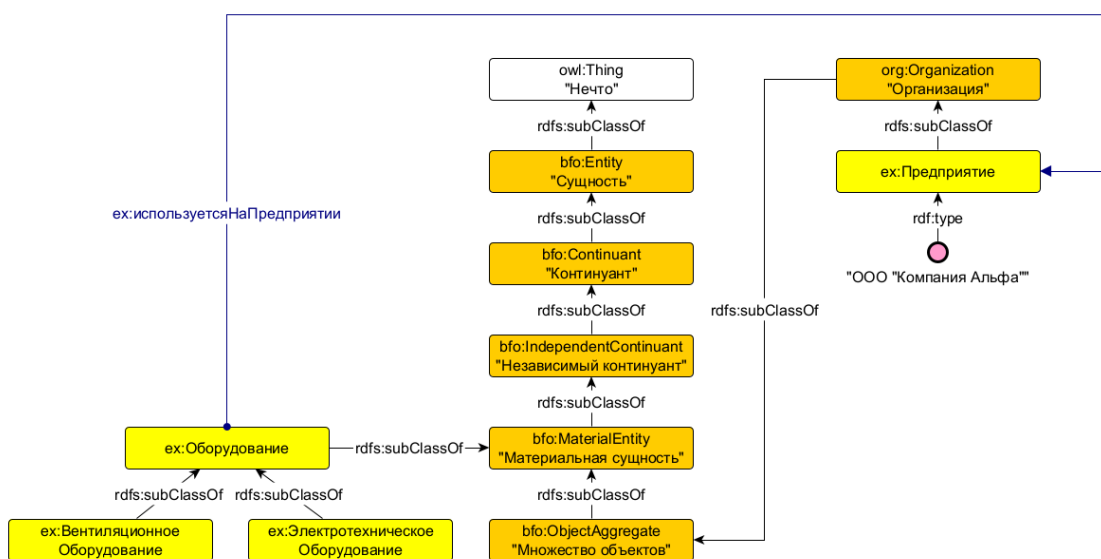 owl:Thing
"Нечто"
org:Organization
"Организация"
rdfs:subClassOf
rdfs:subClassOf
bfo:Entity
"Сущность"
ex:Предприятие
ex:используетсяНаПредприятии
rdfs:subClassOf
rdf:type
bfo:Continuant
"Континуант"
"ООО "Компания Альфа""
rdfs:subClassOf
rdfs:subClassOf
bfo:IndependentContinuant
"Независимый континуант"
rdfs:subClassOf
ex:Оборудование
rdfs:subClassOf
bfo:MaterialEntity
"Материальная сущность"
rdfs:subClassOf
rdfs:subClassOf
rdfs:subClassOf
ex:Вентиляционное
Оборудование
ex:Электротехническое
Оборудование
bfo:ObjectAggregate
"Множество объектов"